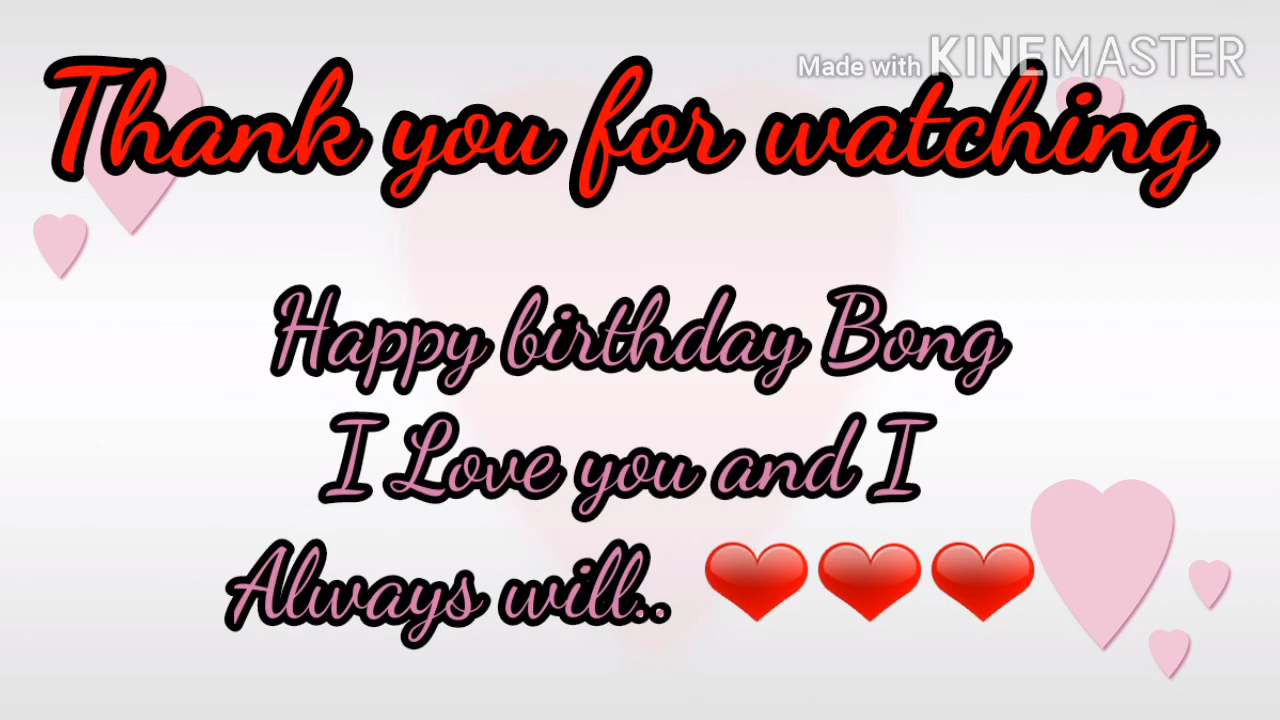 Made with KINEMASTER
Thank you for watching
Happy birthday Bong
I Love you and I
Always will.. ❤❤❤